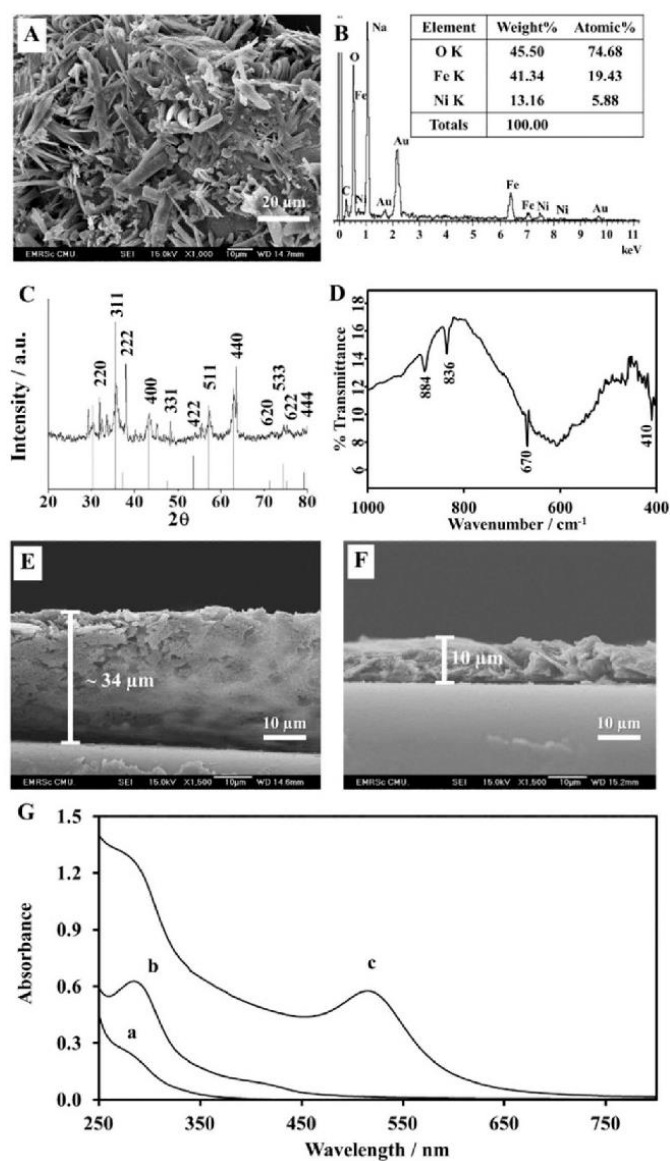 A
20 µm
EMRSc CMU SEI 15.0kV X1,000 10µm WD 14.7mm
B
Element Weight% Atomic%
O K 45.50 74.68
Fe K 41.34 19.43
Ni K 13.16 5.88
Totals 100.00
Na
O
Fe
Au
C
Ni
Au
Fe
Fe
Ni
Ni
Au
0 1 2 3 4 5 6 7 8 9 10 11
keV
C
Intensity / a.u.
220
311
222
400
331
422
511
440
620
533
622
444
20 30 40 50 60 70 80
2θ
D
% Transmittance
18
16
14
12
10
8
884
836
670
410
1000 800 600 400
Wavenumber / cm-1
E
~ 34 µm
10 µm
EMRSc CMU. SEI 15.0kV X1,500 10µm WD 14.6mm
F
10 µm
10 µm
EMRSc CMU. SEI 15.0kV X1,500 10µm WD 15.2mm
G
Absorbance
1.5
1.2
0.9
0.6
0.3
0.0
b
a
c
250 350 450 550 650 750
Wavelength / nm